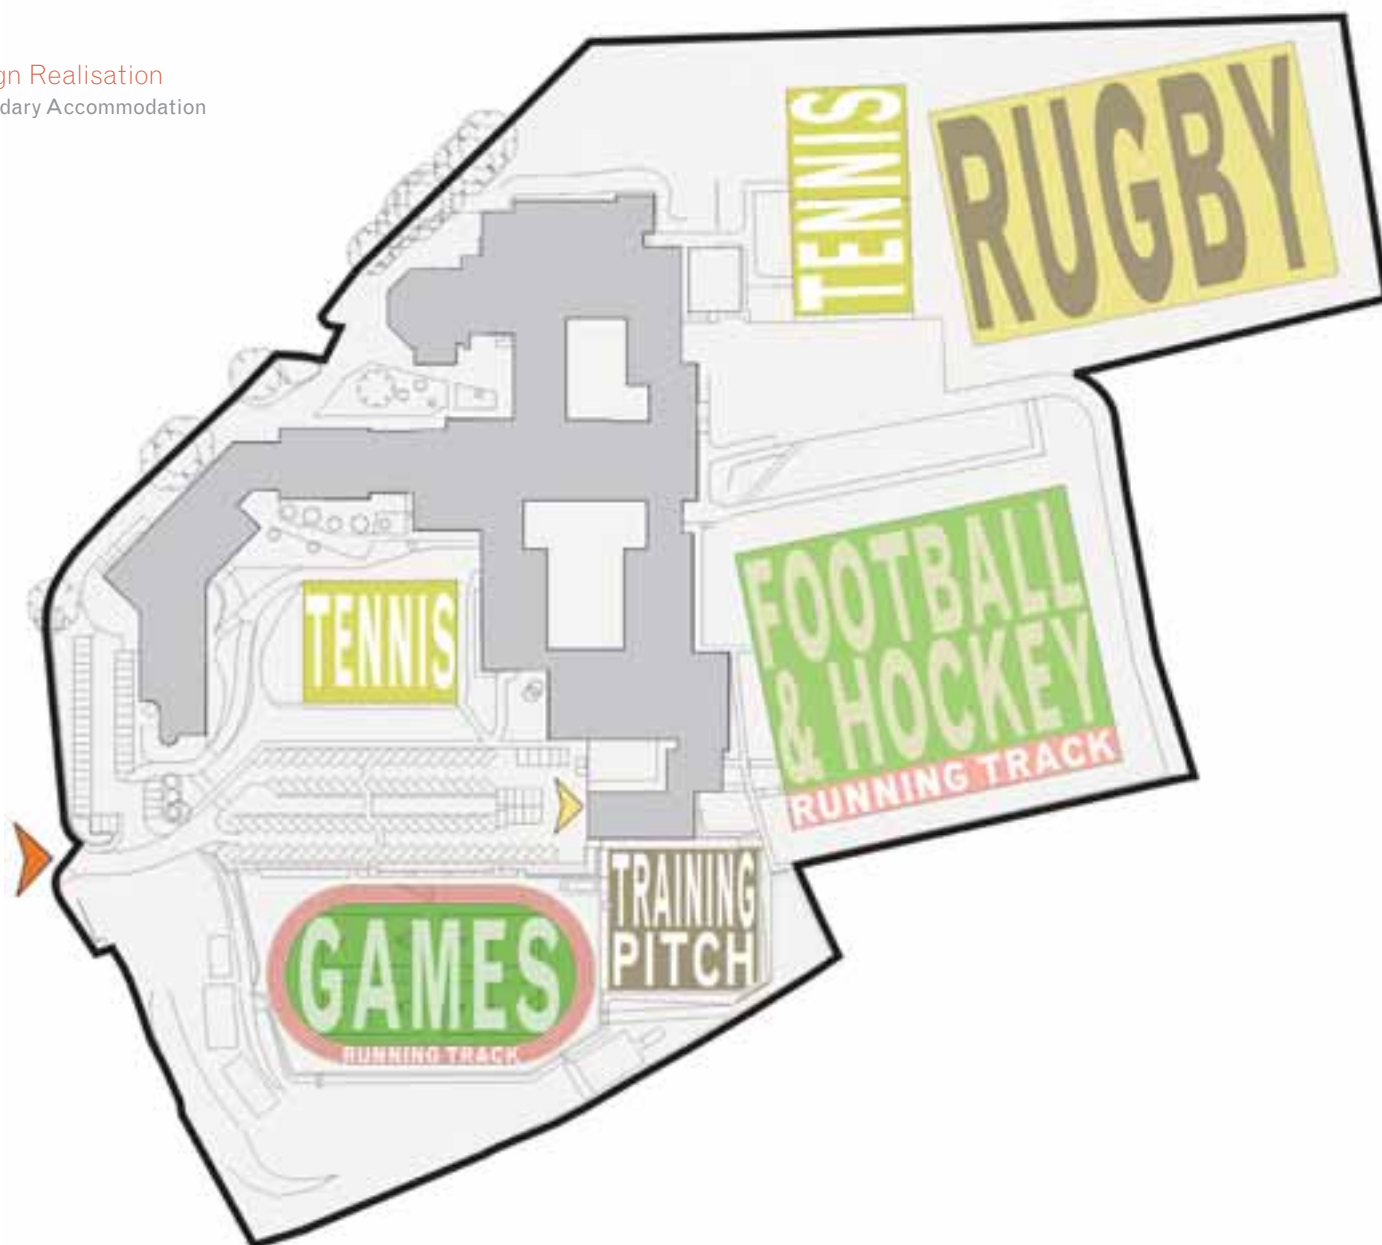 gn Realisation
dary Accommodation
TENNIS
RUGBY
TENNIS
FOOTBALL
& HOCKEY
RUNNING TRACK
TRAINING
PITCH
GAMES
RUNNING TRACK